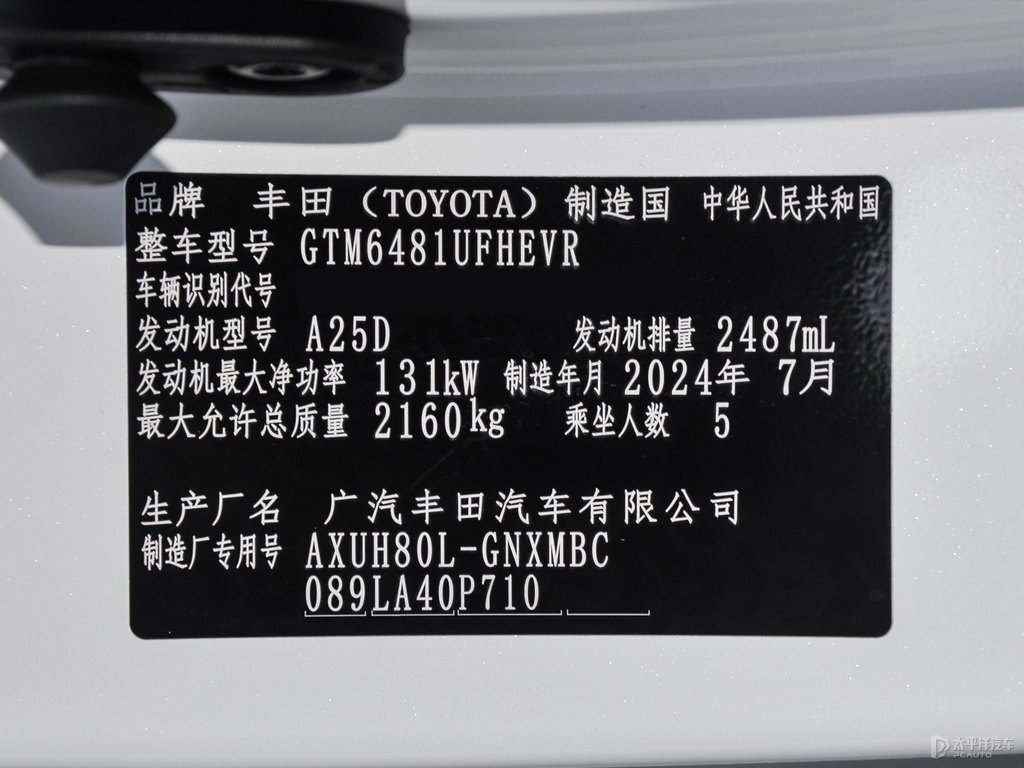 品牌 丰田（TOYOTA）制造国 中华人民共和国
整车型号 GTM6481UFHEVR
车辆识别代号
发动机型号 A25D 发动机排量 2487mL
发动机最大净功率 131kW 制造年月 2024年 7月
最大允许总质量 2160kg 乘坐人数 5
生产厂名 广汽丰田汽车有限公司
制造厂专用号 AXUH80L-GNXMBC
089LA40P710
太平洋汽车
PCAUTO